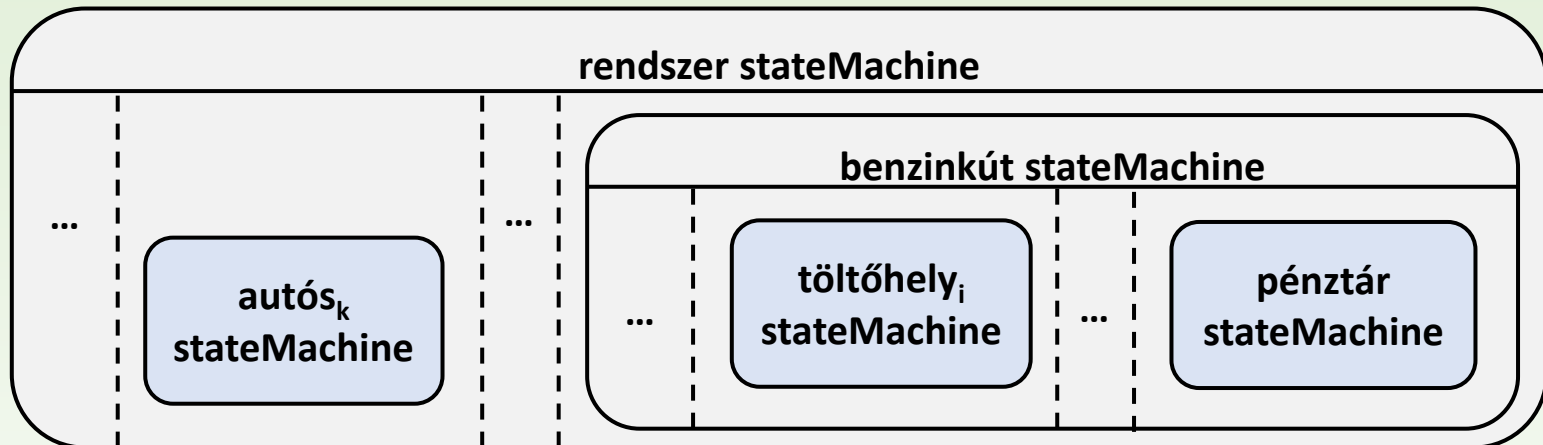 rendszer stateMachine
benzinkút stateMachine
...
...
autósₖ
stateMachine
...
töltőhelyᵢ
stateMachine
...
pénztár
stateMachine